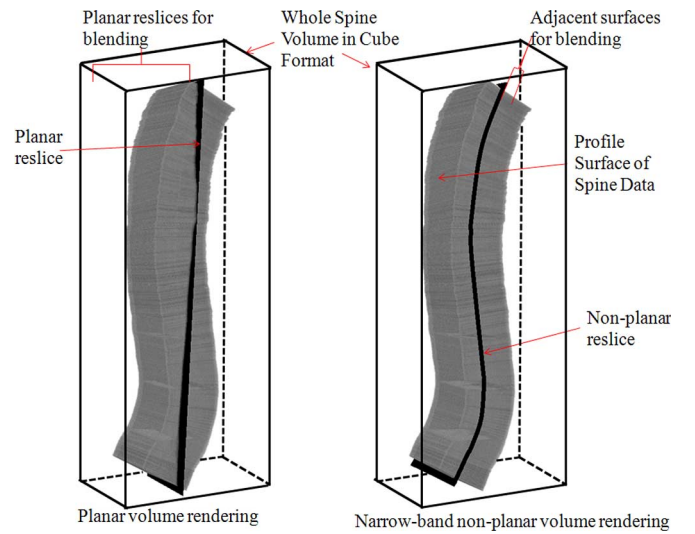 Planar reslices for
blending
Whole Spine
Volume in Cube
Format
Adjacent surfaces
for blending
Planar
reslice
Profile
Surface of
Spine Data
Non-planar
reslice
Planar volume rendering
Narrow-band non-planar volume rendering